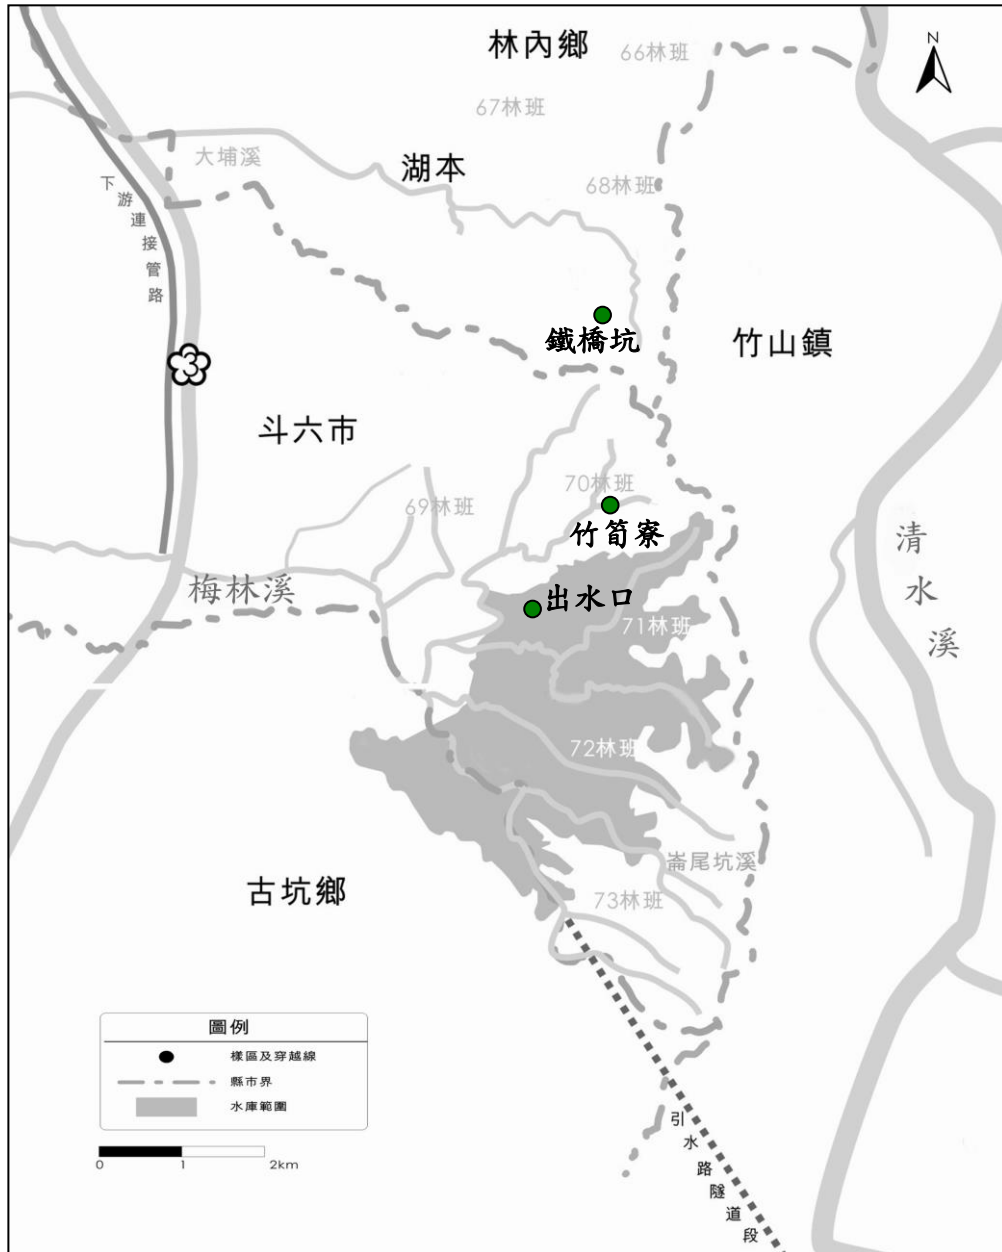 N
林內鄉
66林班
67林班
大埔溪
湖本
68林班
下游連接管路
鐵橋坑
竹山鎮
3
斗六市
70林班
69林班
竹筍寮
清水溪
梅林溪
出水口
71林班
72林班
崙尾坑溪
古坑鄉
73林班
圖例
樣區及穿越線
縣市界
水庫範圍
0 1 2km
引水路隧道段